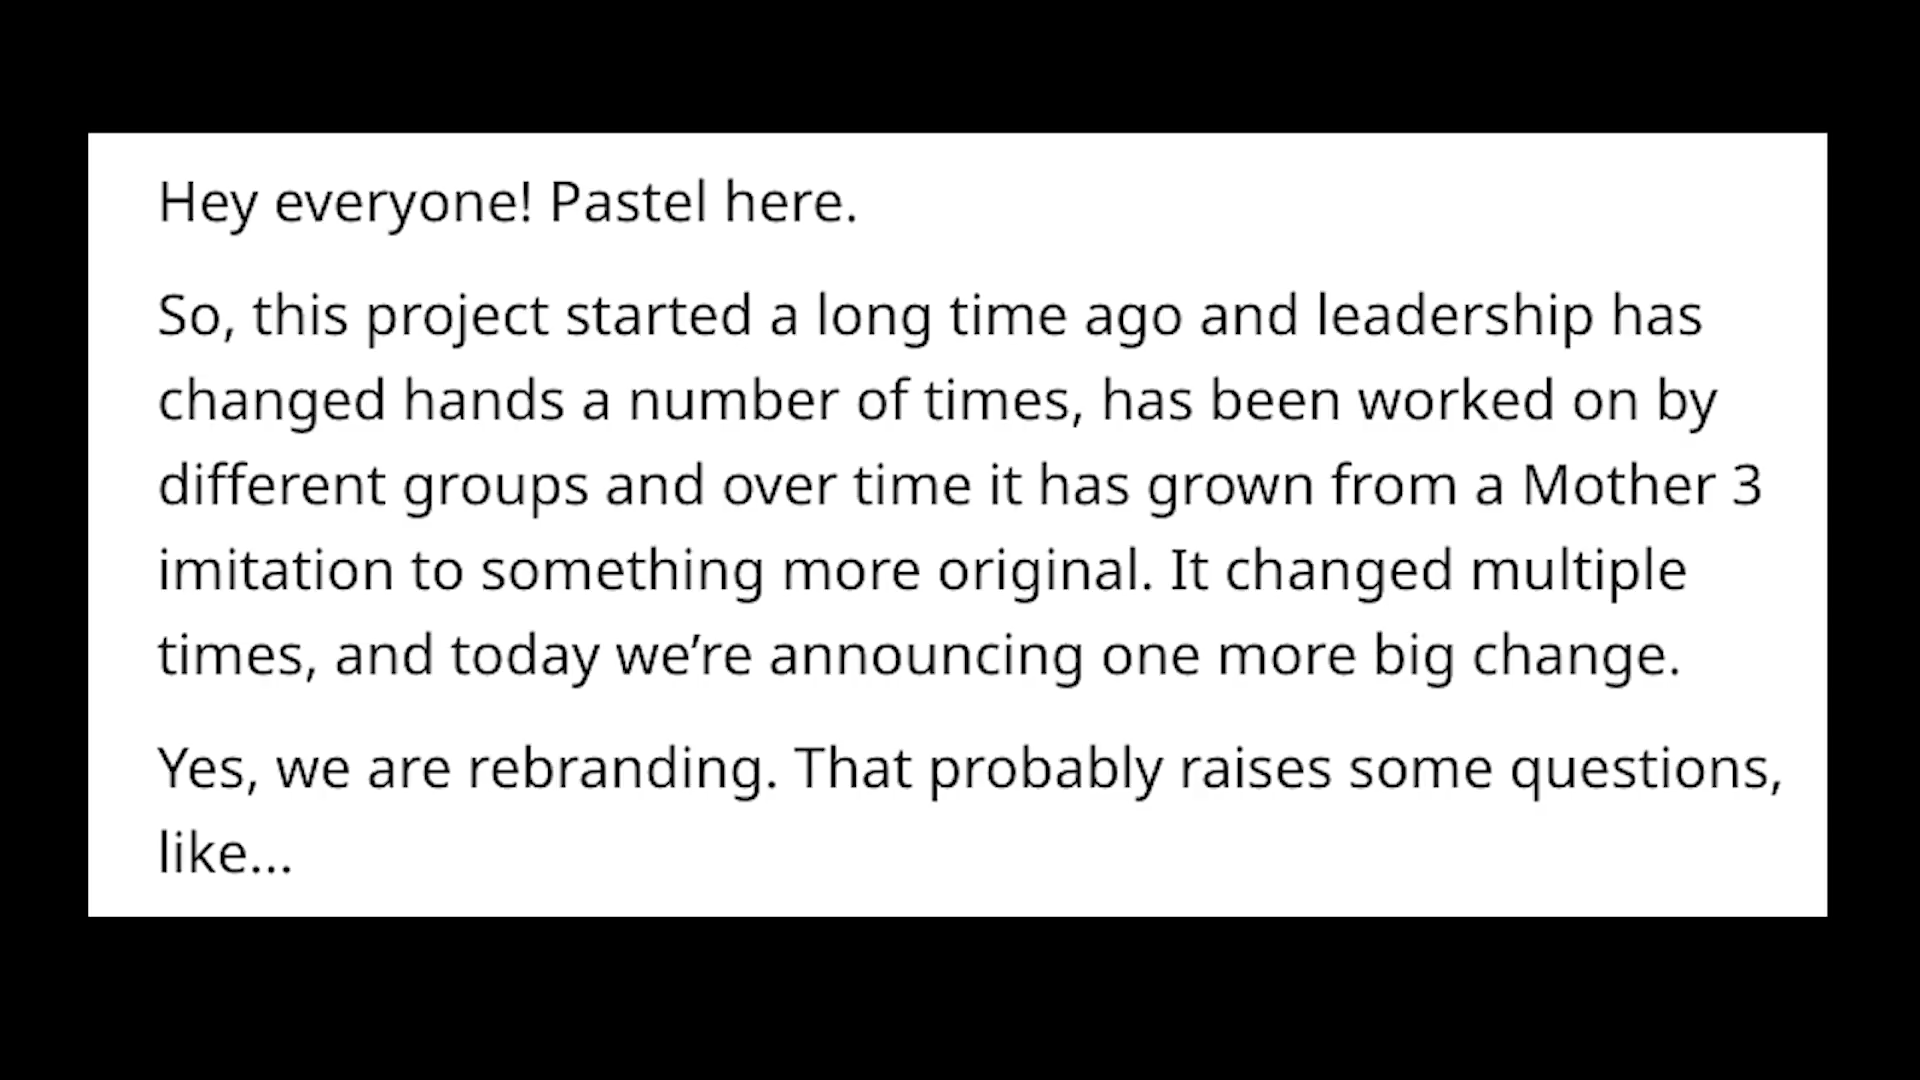 Hey everyone! Pastel here.
So, this project started a long time ago and leadership has
changed hands a number of times, has been worked on by
different groups and over time it has grown from a Mother 3
imitation to something more original. It changed multiple
times, and today we’re announcing one more big change.
Yes, we are rebranding. That probably raises some questions,
like...